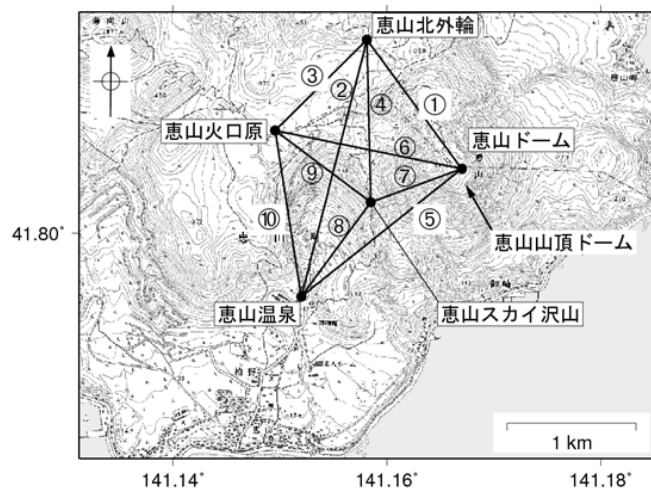 恵山北外輪
③
②
④
①
恵山火口原
⑥
恵山ドーム
⑨
⑦
⑩
⑧
⑤
41.80°
恵山山頂ドーム
恵山温泉
恵山スカイ沢山
1 km
141.14°
141.16°
141.18°